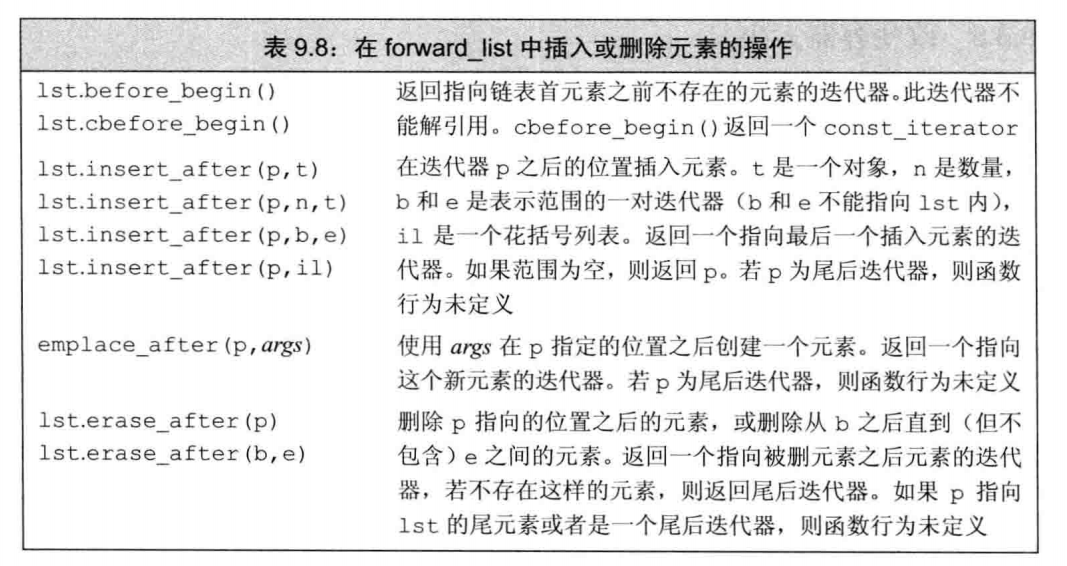 表 9.8：在 forward_list 中插入或删除元素的操作
lst.before_begin() 返回指向链表首元素之前不存在的元素的迭代器。此迭代器不
lst.cbefore_begin() 能解引用。cbefore_begin()返回一个 const_iterator
lst.insert_after(p,t) 在迭代器 p 之后的位置插入元素。t 是一个对象，n 是数量，
lst.insert_after(p,n,t) b 和 e 是表示范围的一对迭代器（b 和 e 不能指向 lst 内），
lst.insert_after(p,b,e) il 是一个花括号列表。返回一个指向最后一个插入元素的迭
lst.insert_after(p,il) 代器。如果范围为空，则返回 p。若 p 为尾后迭代器，则函数
行为未定义
emplace_after(p,args) 使用 args 在 p 指定的位置之后创建一个元素。返回一个指向
这个新元素的迭代器。若 p 为尾后迭代器，则函数行为未定义
lst.erase_after(p) 删除 p 指向的位置之后的元素，或删除从 b 之后直到（但不
lst.erase_after(b,e) 包含）e 之间的元素。返回一个指向被删元素之后元素的迭代
器，若不存在这样的元素，则返回尾后迭代器。如果 p 指向
lst 的尾元素或者是一个尾后迭代器，则函数行为未定义